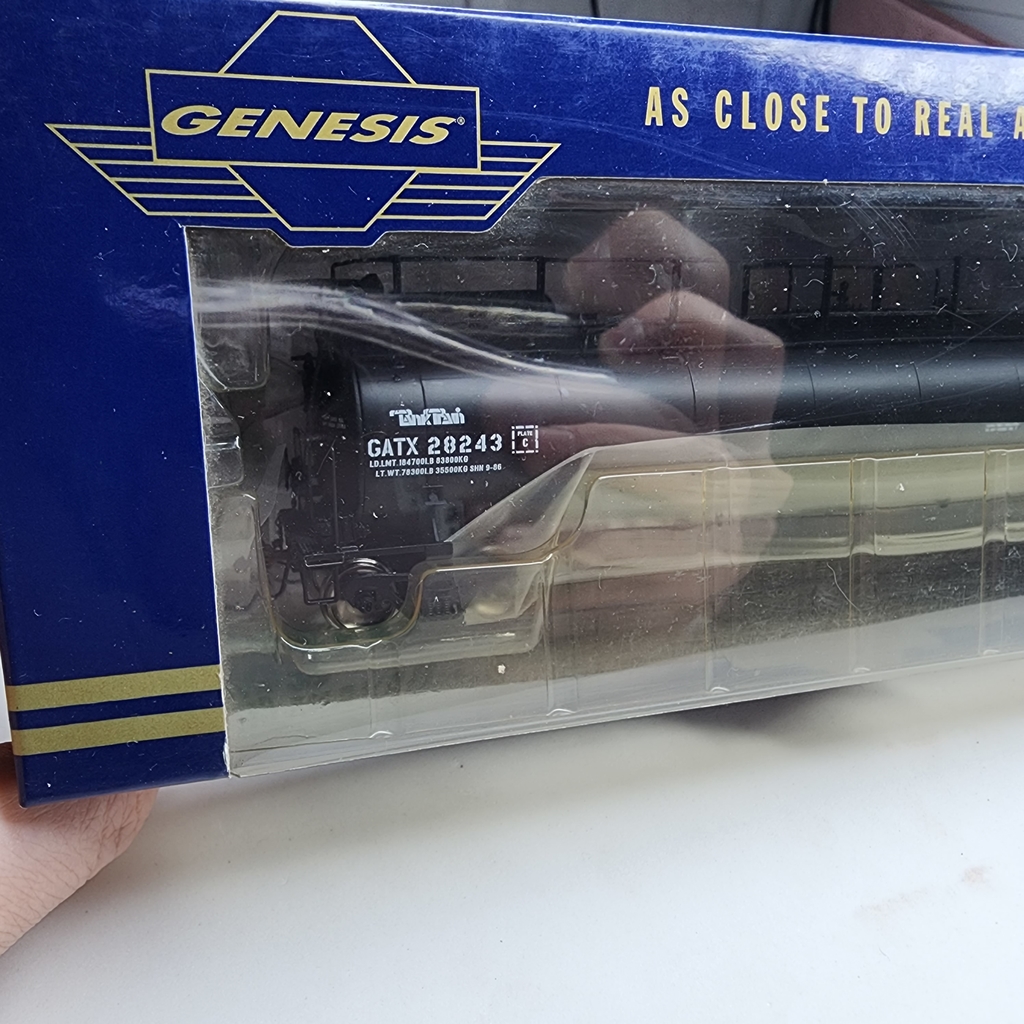 GENESIS®
AS CLOSE TO REAL A
TankTrain
GATX 28243
PLATE
C
LD.LMT.184700LB 83800KG
LT.WT.78300LB 35500KG SHN 9-86